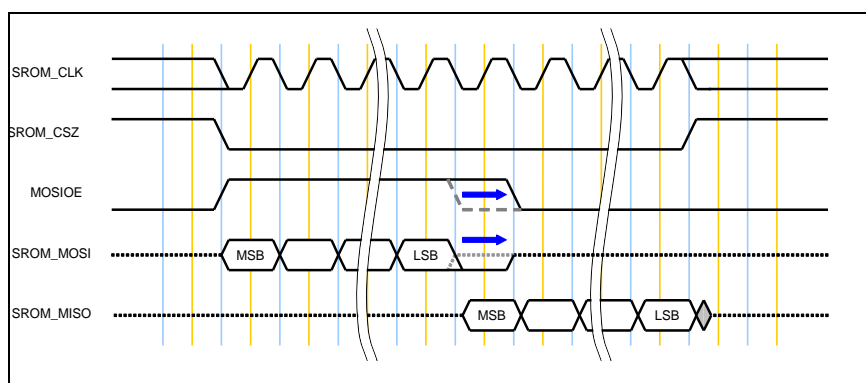 SROM_CLK
SROM_CSZ
MOSIOE
SROM_MOSI
MSB
LSB
SROM_MISO
MSB
LSB